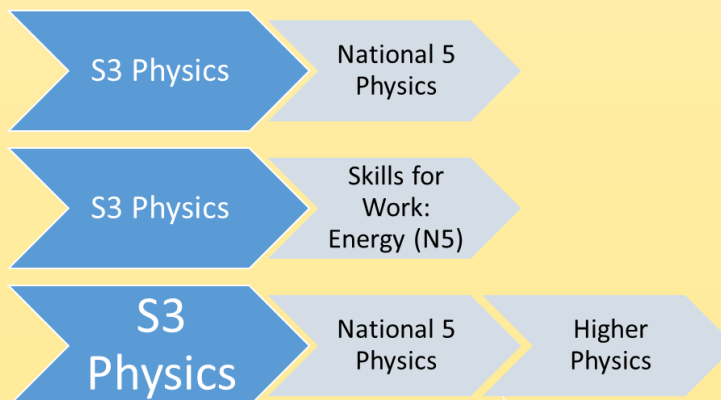 S3 Physics
National 5
Physics
S3 Physics
Skills for
Work:
Energy (N5)
S3
Physics
National 5
Physics
Higher
Physics